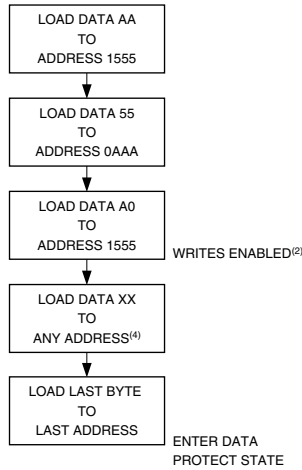 LOAD DATA AA
TO
ADDRESS 1555
LOAD DATA 55
TO
ADDRESS 0AAA
LOAD DATA A0
TO
ADDRESS 1555
WRITES ENABLED(2)
LOAD DATA XX
TO
ANY ADDRESS(4)
LOAD LAST BYTE
TO
LAST ADDRESS
ENTER DATA
PROTECT STATE